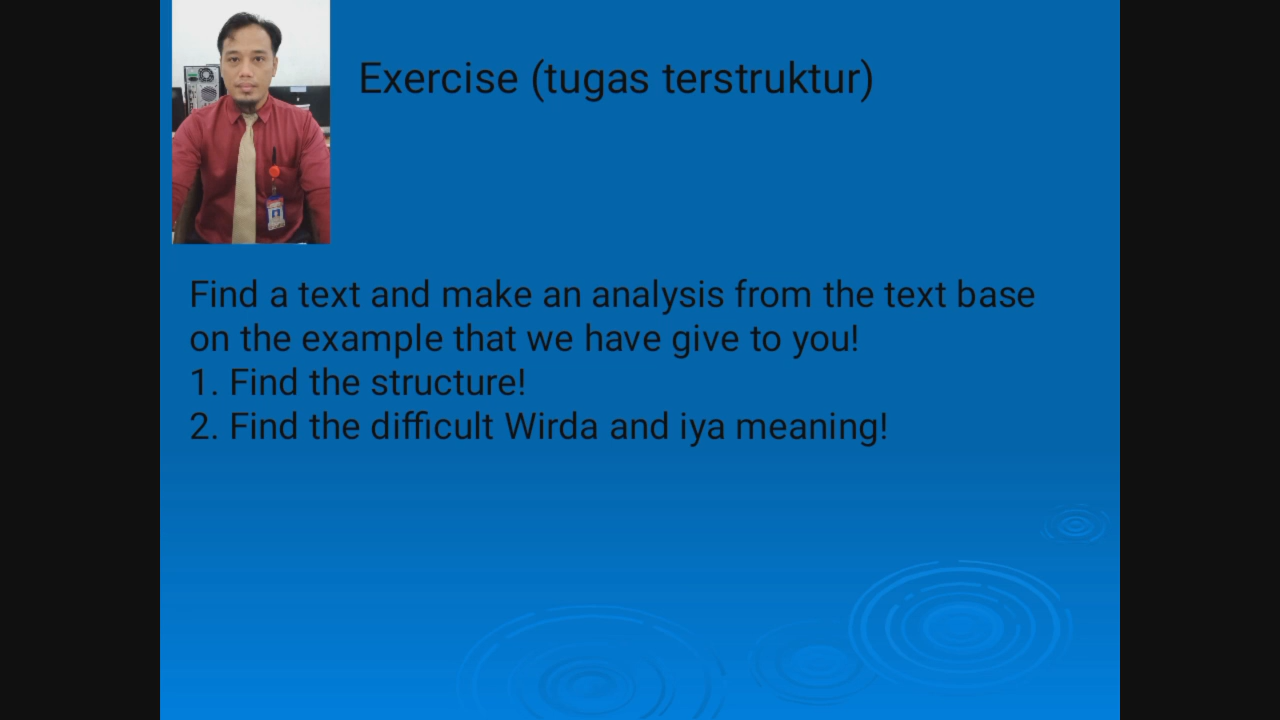 Exercise (tugas terstruktur)
Find a text and make an analysis from the text base
on the example that we have give to you!
1. Find the structure!
2. Find the difficult Wirda and iya meaning!